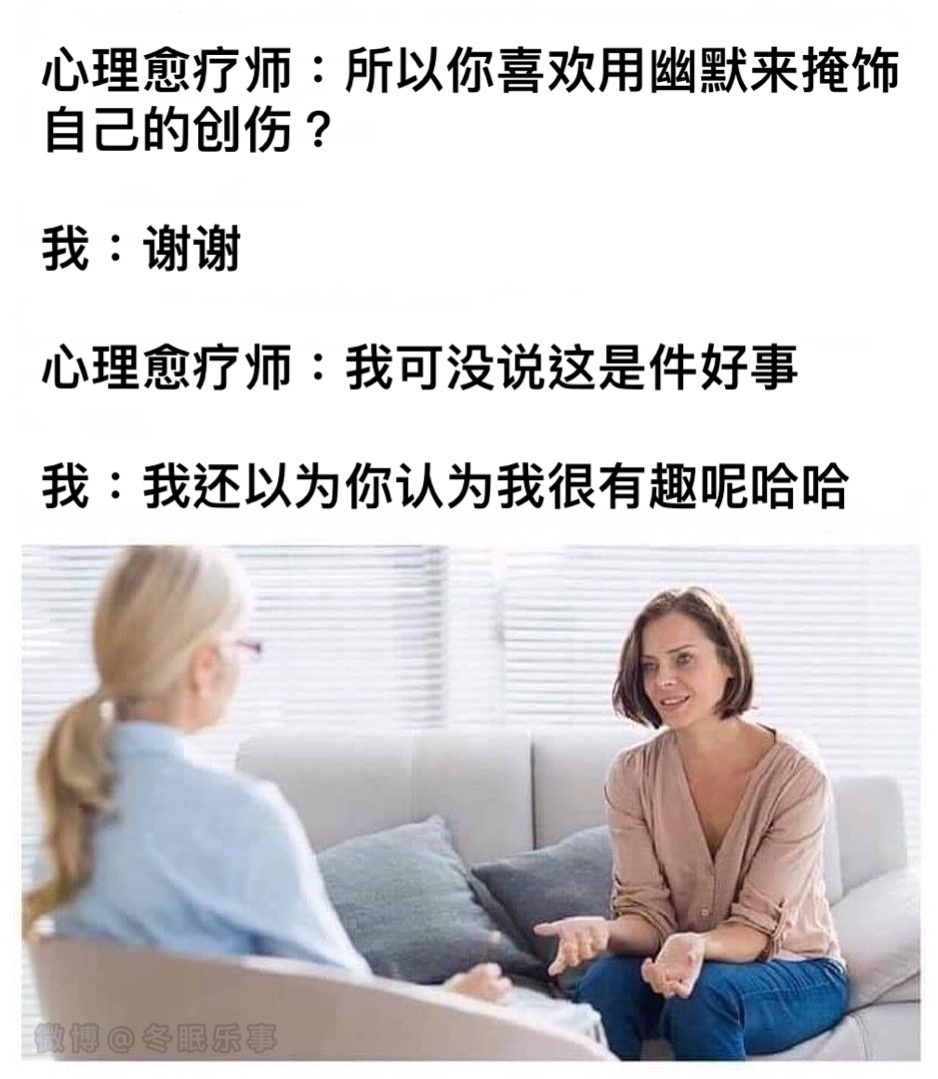 心理愈疗师：所以你喜欢用幽默来掩饰
自己的创伤？
我：谢谢
心理愈疗师：我可没说这是件好事
我：我还以为你认为我很有趣呢哈哈
微博@冬眠乐事